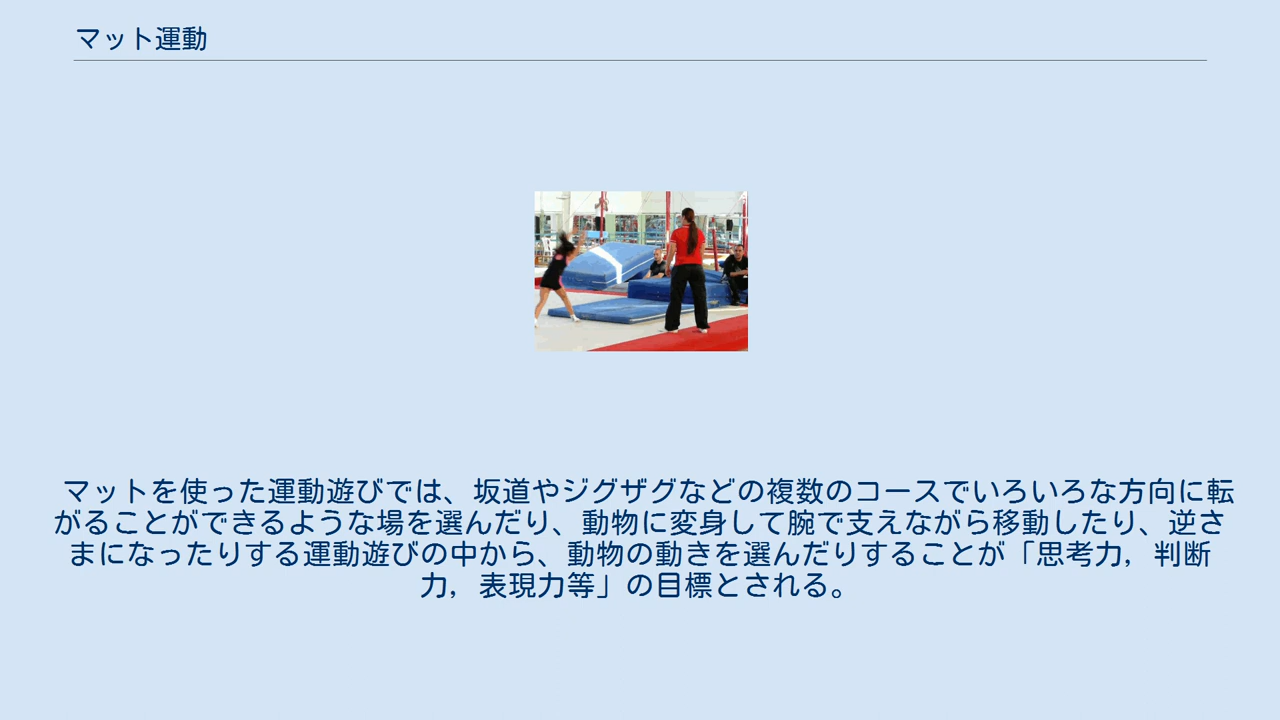 マット運動
マットを使った運動遊びでは、坂道やジグザグなどの複数のコースでいろいろな方向に転
がることができるような場を選んだり、動物に変身して腕で支えながら移動したり、逆さ
まになったりする運動遊びの中から、動物の動きを選んだりすることが「思考力，判断
力，表現力等」の目標とされる。